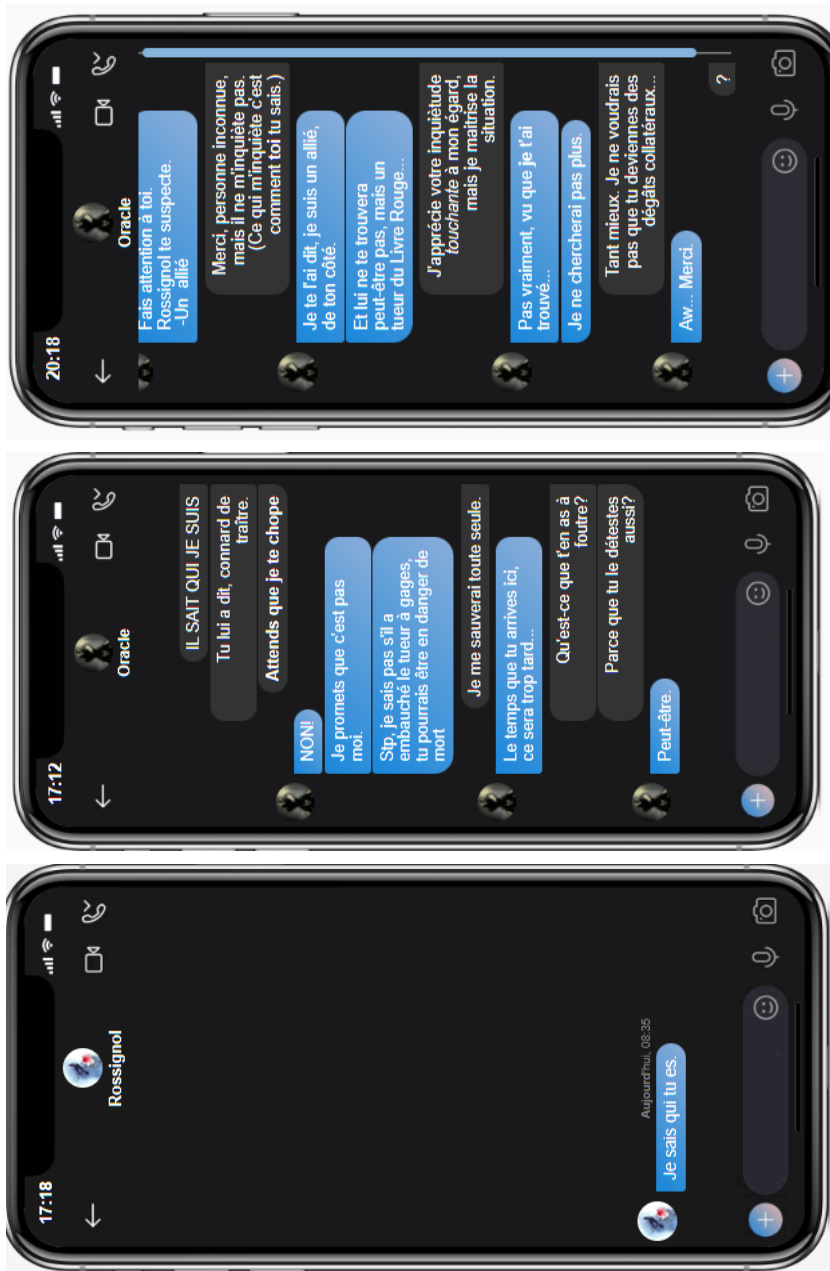 17:18
Rossignol
Aujourd'hui, 08:35
Je sais qui tu es.
17:12
Oracle
IL SAIT QUI JE SUIS
Tu lui a dit, connard de
traître.
Attends que je te chope
NON!
Je promets que c'est pas
moi.
Stp, je sais pas s'il a
embauché le tueur à gages,
tu pourrais être en danger de
mort
Je me sauverai toute seule.
Le temps que tu arrives ici,
ce sera trop tard...
Qu'est-ce que t'en as à
foutre?
Parce que tu le détestes
aussi?
Peut-être.
20:18
Oracle
Fais attention à toi.
Rossignol te suspecte.
-Un allié
Merci, personne inconnue,
mais il ne m'inquiète pas.
(Ce qui m'inquiète c'est
comment toi tu sais.)
Je te l'ai dit, je suis un allié,
de ton côté.
Et lui ne te trouvera
peut-être pas, mais un
tueur du Livre Rouge...
J'apprécie votre inquiètude
touchante à mon égard,
mais je maitrise la
situation.
Pas vraiment, vu que je t'ai
trouvé...
Je ne chercherai pas plus.
Tant mieux. Je ne voudrais
pas que tu deviennes des
dégâts collatéraux...
Aw... Merci.
?